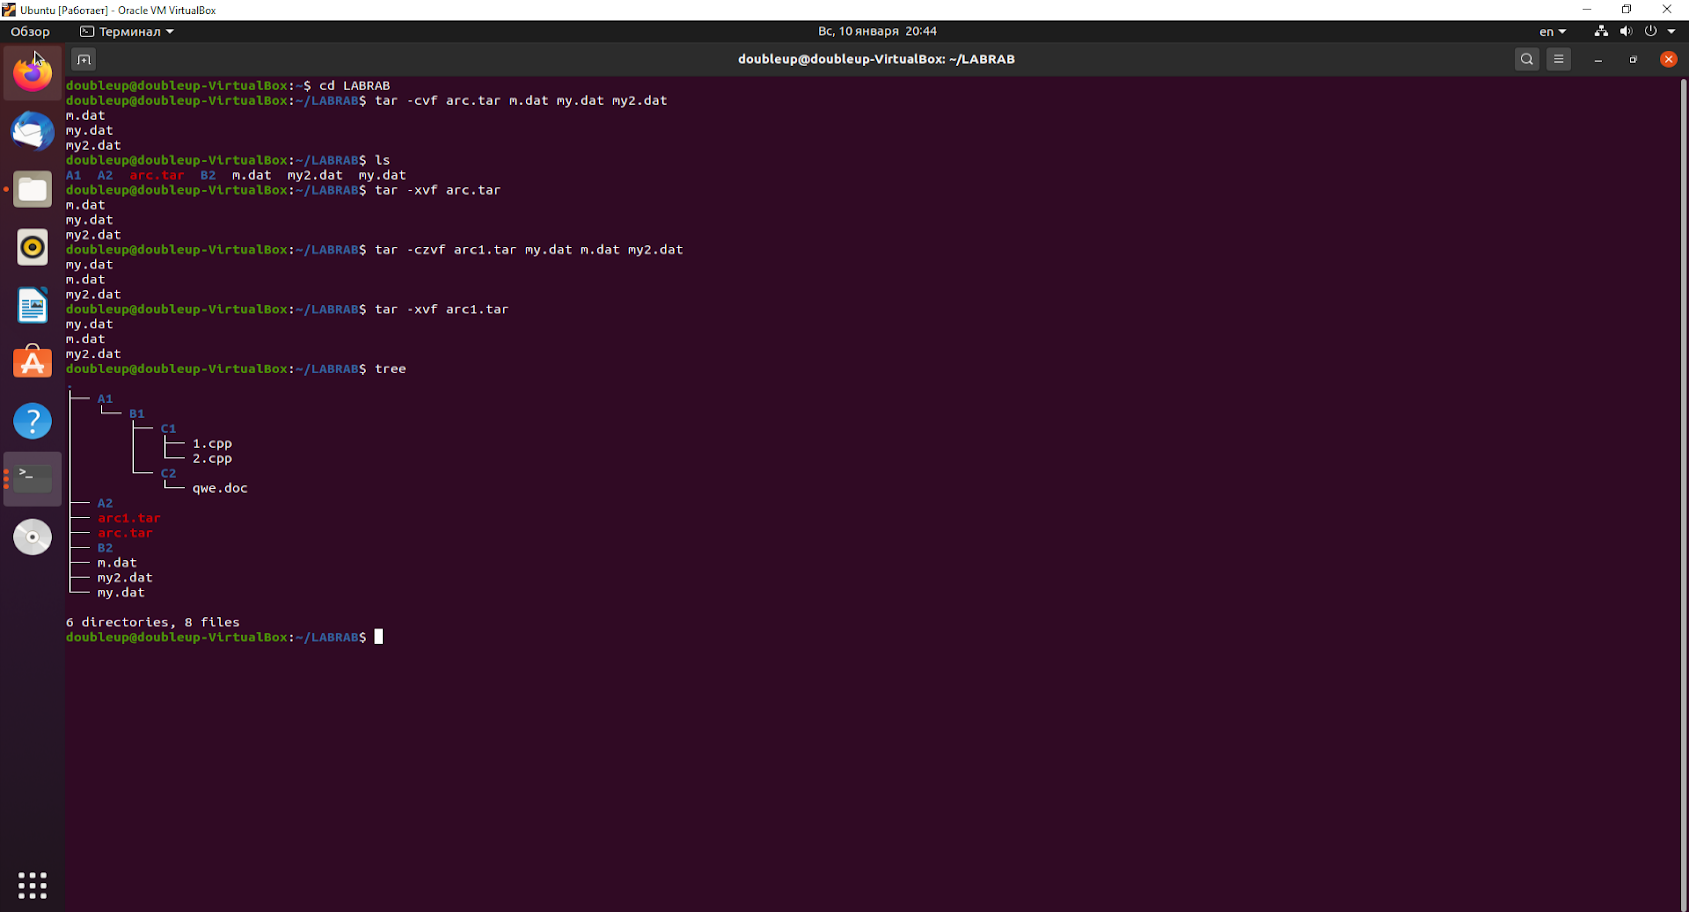 Ubuntu [Работает] - Oracle VM VirtualBox
Обзор Терминал Вс, 10 января 20:44 en
doubleup@doubleup-VirtualBox: ~/LABRAB
doubleup@doubleup-VirtualBox:~$ cd LABRAB
doubleup@doubleup-VirtualBox:~/LABRAB$ tar -cvf arc.tar m.dat my.dat my2.dat
m.dat
my.dat
my2.dat
doubleup@doubleup-VirtualBox:~/LABRAB$ ls
A1 A2 arc.tar B2 m.dat my2.dat my.dat
doubleup@doubleup-VirtualBox:~/LABRAB$ tar -xvf arc.tar
m.dat
my.dat
my2.dat
doubleup@doubleup-VirtualBox:~/LABRAB$ tar -czvf arc1.tar my.dat m.dat my2.dat
my.dat
m.dat
my2.dat
doubleup@doubleup-VirtualBox:~/LABRAB$ tar -xvf arc1.tar
my.dat
m.dat
my2.dat
doubleup@doubleup-VirtualBox:~/LABRAB$ tree
.
├── A1
│   └── B1
│       ├── C1
│       │   ├── 1.cpp
│       │   └── 2.cpp
│       └── C2
│           └── qwe.doc
├── A2
├── arc1.tar
├── arc.tar
├── B2
├── m.dat
├── my2.dat
└── my.dat
6 directories, 8 files
doubleup@doubleup-VirtualBox:~/LABRAB$